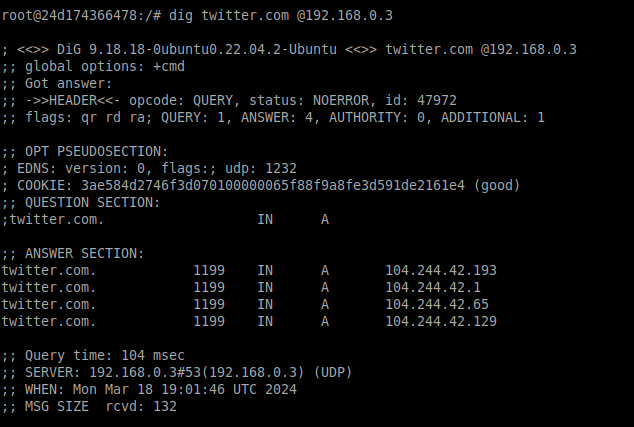 root@24d174366478:/# dig twitter.com @192.168.0.3
; <<>> DiG 9.18.18-0ubuntu0.22.04.2-Ubuntu <<>> twitter.com @192.168.0.3
;; global options: +cmd
;; Got answer:
;; ->>HEADER<<- opcode: QUERY, status: NOERROR, id: 47972
;; flags: qr rd ra; QUERY: 1, ANSWER: 4, AUTHORITY: 0, ADDITIONAL: 1
;; OPT PSEUDOSECTION:
; EDNS: version: 0, flags:; udp: 1232
; COOKIE: 3ae584d2746f3d070100000065f88f9a8fe3d591de2161e4 (good)
;; QUESTION SECTION:
;twitter.com. IN A
;; ANSWER SECTION:
twitter.com. 1199 IN A 104.244.42.193
twitter.com. 1199 IN A 104.244.42.1
twitter.com. 1199 IN A 104.244.42.65
twitter.com. 1199 IN A 104.244.42.129
;; Query time: 104 msec
;; SERVER: 192.168.0.3#53(192.168.0.3) (UDP)
;; WHEN: Mon Mar 18 19:01:46 UTC 2024
;; MSG SIZE rcvd: 132